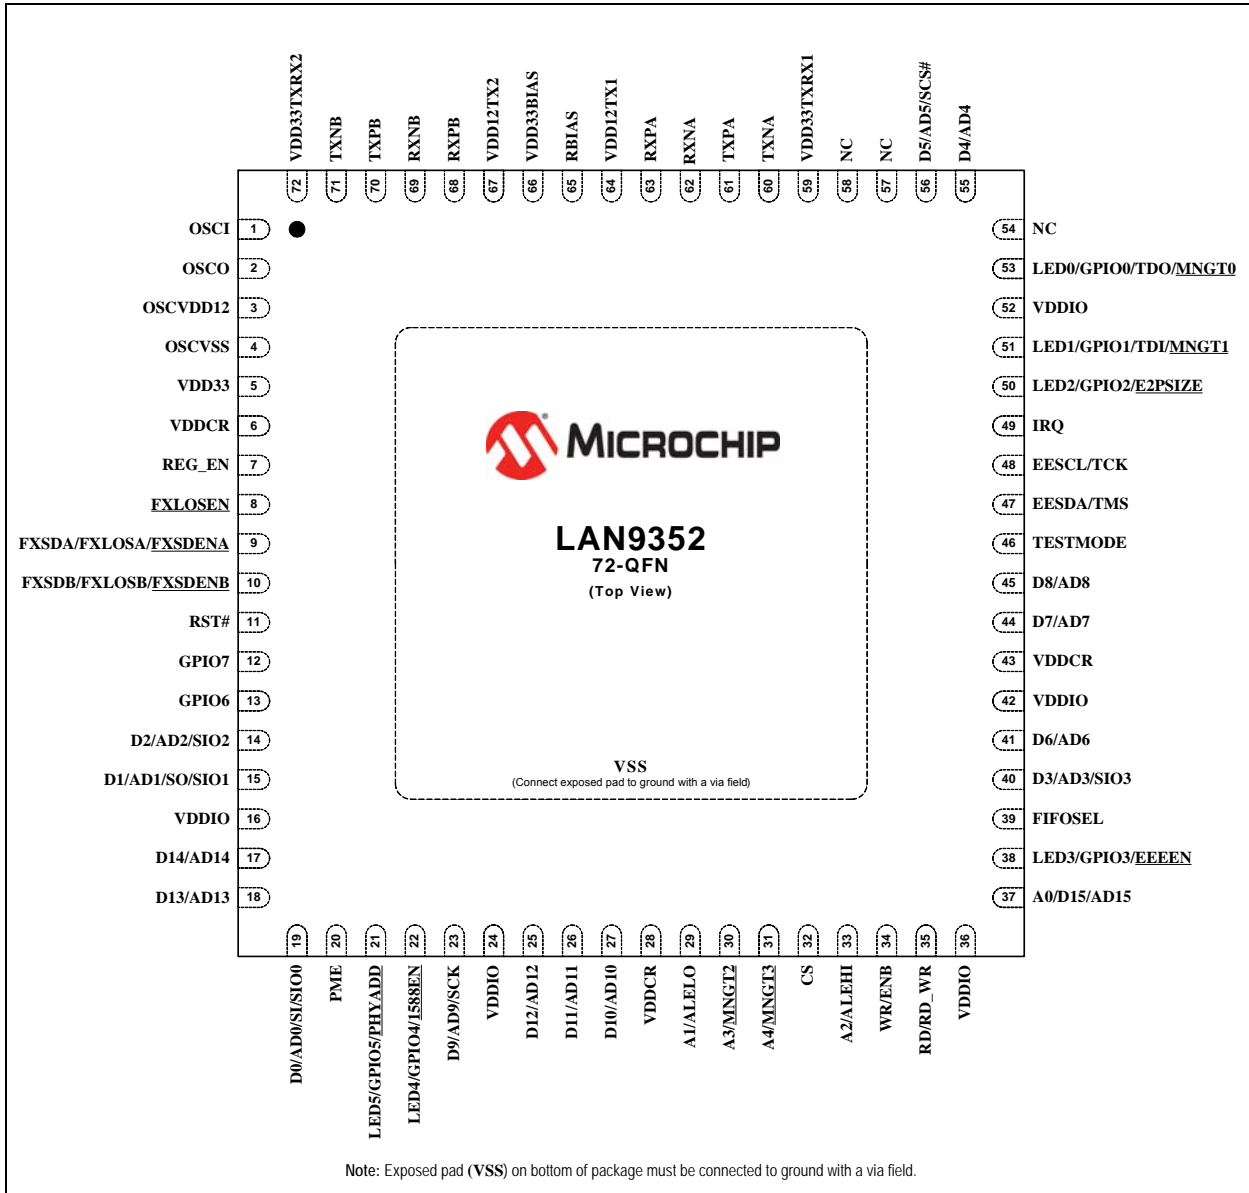 VDD33TXRX2
TXNB
TXPB
RXNB
RXPB
VDD12TX2
VDD33BIAS
RBIAS
VDD12TX1
RXPA
RXNA
TXPA
TXNA
VDD33TXRX1
NC
NC
D5/AD5/SCS#
D4/AD4
72
71
70
69
68
67
66
65
64
63
62
61
60
59
58
57
56
55
OSCI 1
OSCO 2
OSCVDD12 3
OSCVSS 4
VDD33 5
VDDCR 6
REG_EN 7
FXLOSEN 8
FXSDA/FXLOSA/FXSDENA 9
FXSDB/FXLOSB/FXSDENB 10
RST# 11
GPIO7 12
GPIO6 13
D2/AD2/SIO2 14
D1/AD1/SO/SIO1 15
VDDIO 16
D14/AD14 17
D13/AD13 18
MICROCHIP
®
LAN9352
72-QFN
(Top View)
VSS
(Connect exposed pad to ground with a via field)
54 NC
53 LED0/GPIO0/TDO/MNGT0
52 VDDIO
51 LED1/GPIO1/TDI/MNGT1
50 LED2/GPIO2/E2PSIZE
49 IRQ
48 EESCL/TCK
47 EESDA/TMS
46 TESTMODE
45 D8/AD8
44 D7/AD7
43 VDDCR
42 VDDIO
41 D6/AD6
40 D3/AD3/SIO3
39 FIFOSEL
38 LED3/GPIO3/EEEEN
37 A0/D15/AD15
19
20
21
22
23
24
25
26
27
28
29
30
31
32
33
34
35
36
D0/AD0/SI/SIO0
PME
LED5/GPIO5/PHYADD
LED4/GPIO4/1588EN
D9/AD9/SCK
VDDIO
D12/AD12
D11/AD11
D10/AD10
VDDCR
A1/ALELO
A3/MNGT2
A4/MNGT3
CS
A2/ALEHI
WR/ENB
RD/RD_WR
VDDIO
Note: Exposed pad (VSS) on bottom of package must be connected to ground with a via field.